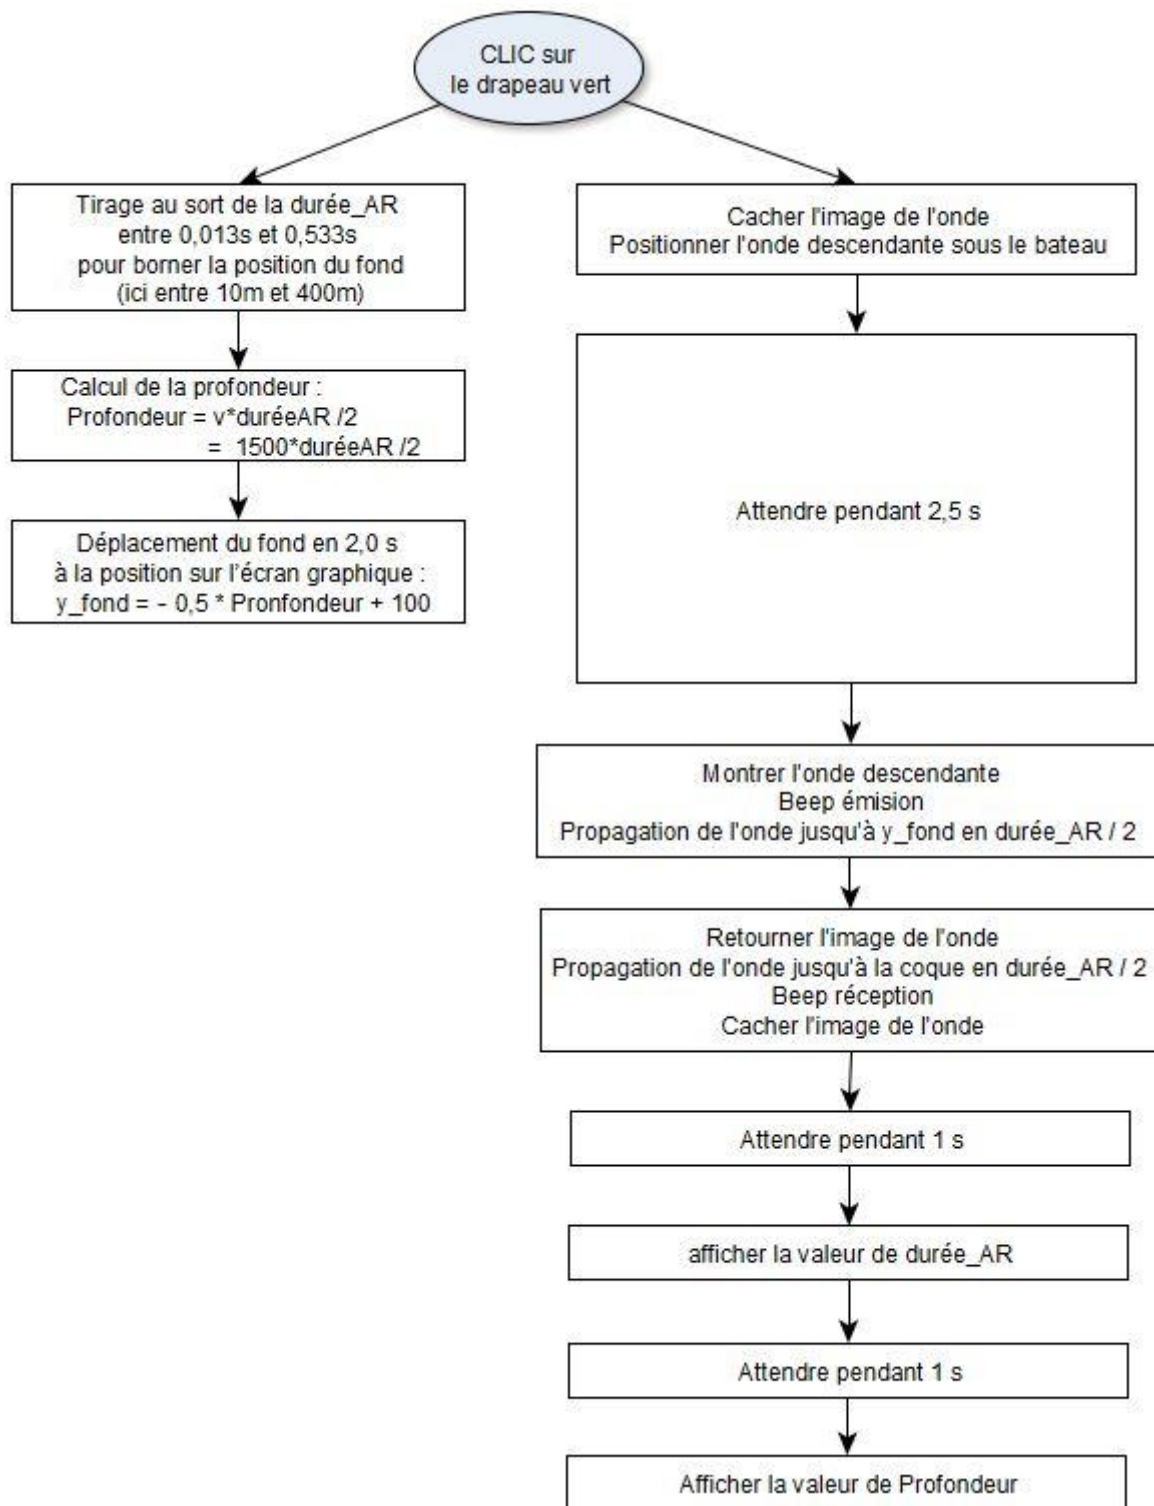 CLIC sur
le drapeau vert
Tirage au sort de la durée_AR
entre 0,013s et 0,533s
pour borner la position du fond
(ici entre 10m et 400m)
Calcul de la profondeur :
Profondeur = v*duréeAR /2
= 1500*duréeAR /2
Déplacement du fond en 2,0 s
à la position sur l'écran graphique :
y_fond = - 0,5 * Pronfondeur + 100
Cacher l'image de l'onde
Positionner l'onde descendante sous le bateau
Attendre pendant 2,5 s
Montrer l'onde descendante
Beep émision
Propagation de l'onde jusqu'à y_fond en durée_AR / 2
Retourner l'image de l'onde
Propagation de l'onde jusqu'à la coque en durée_AR / 2
Beep réception
Cacher l'image de l'onde
Attendre pendant 1 s
afficher la valeur de durée_AR
Attendre pendant 1 s
Afficher la valeur de Profondeur